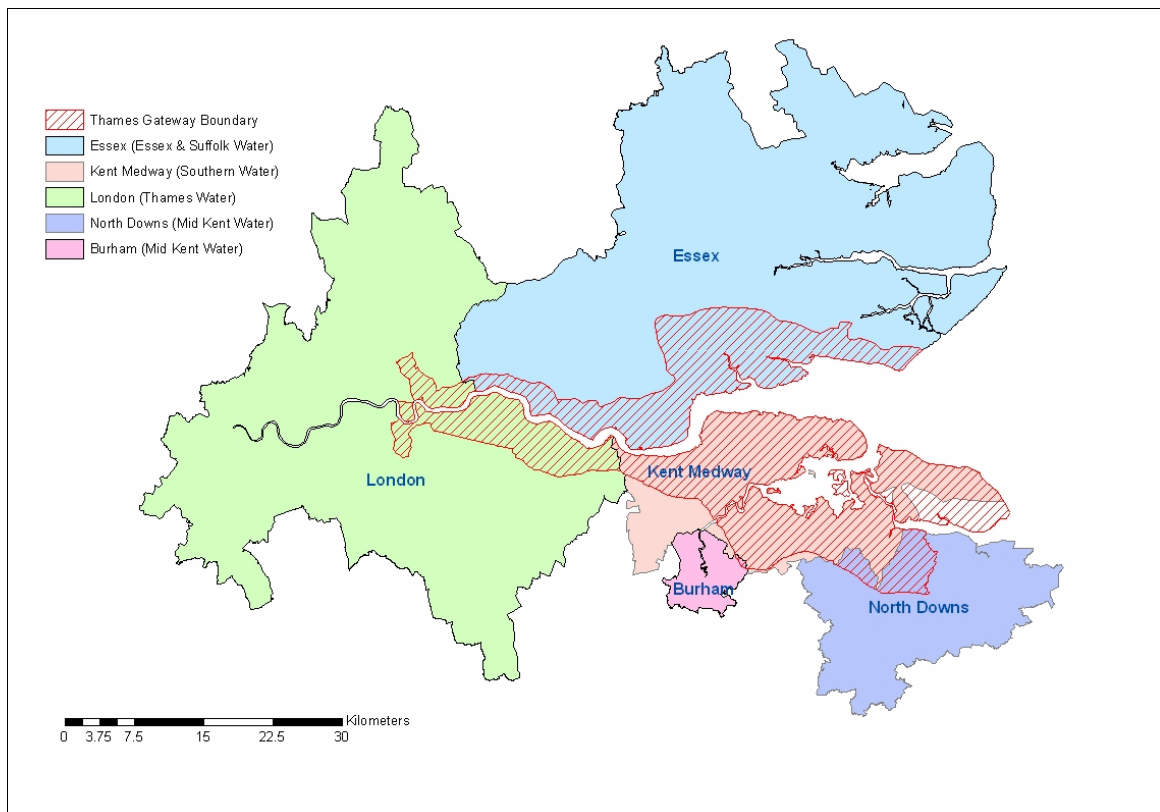 Thames Gateway Boundary
Essex (Essex & Suffolk Water)
Kent Medway (Southern Water)
London (Thames Water)
North Downs (Mid Kent Water)
Burham (Mid Kent Water)
Essex
Kent Medway
London
Burham
North Downs
Kilometers
0 3.75 7.5 15 22.5 30